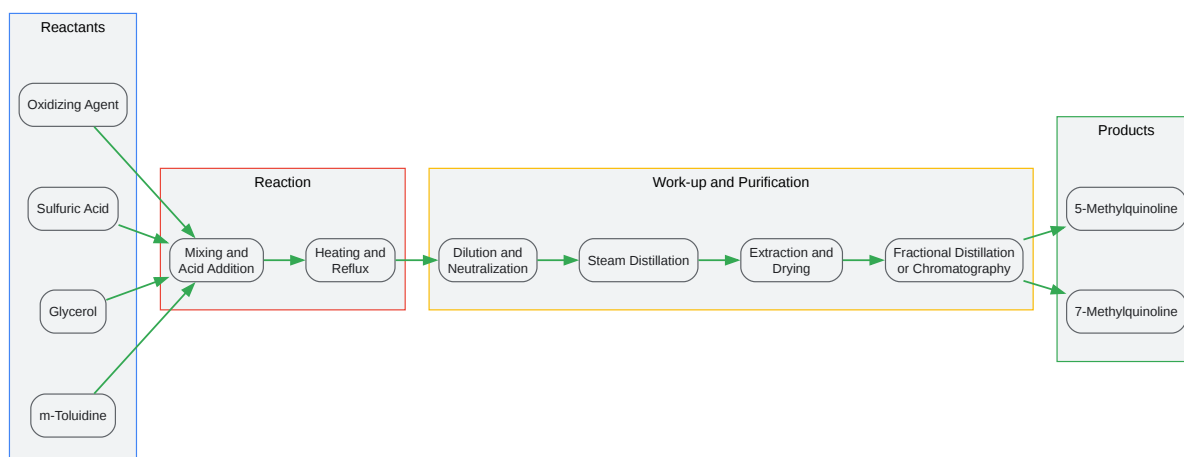 Reactants
Oxidizing Agent
Sulfuric Acid
Glycerol
m-Toluidine
Reaction
Mixing and
Acid Addition
Heating and
Reflux
Work-up and Purification
Dilution and
Neutralization
Steam Distillation
Extraction and
Drying
Fractional Distillation
or Chromatography
Products
5-Methylquinoline
7-Methylquinoline